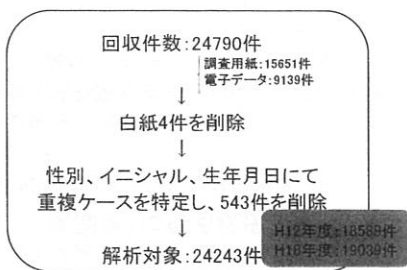 回収件数:24790件
調査用紙:15651件
電子データ:9139件
↓
白紙4件を削除
↓
性別、イニシャル、生年月日にて
重複ケースを特定し、543件を削除
↓
解析対象:24243件
H12年度:18589件
H16年度:19039件